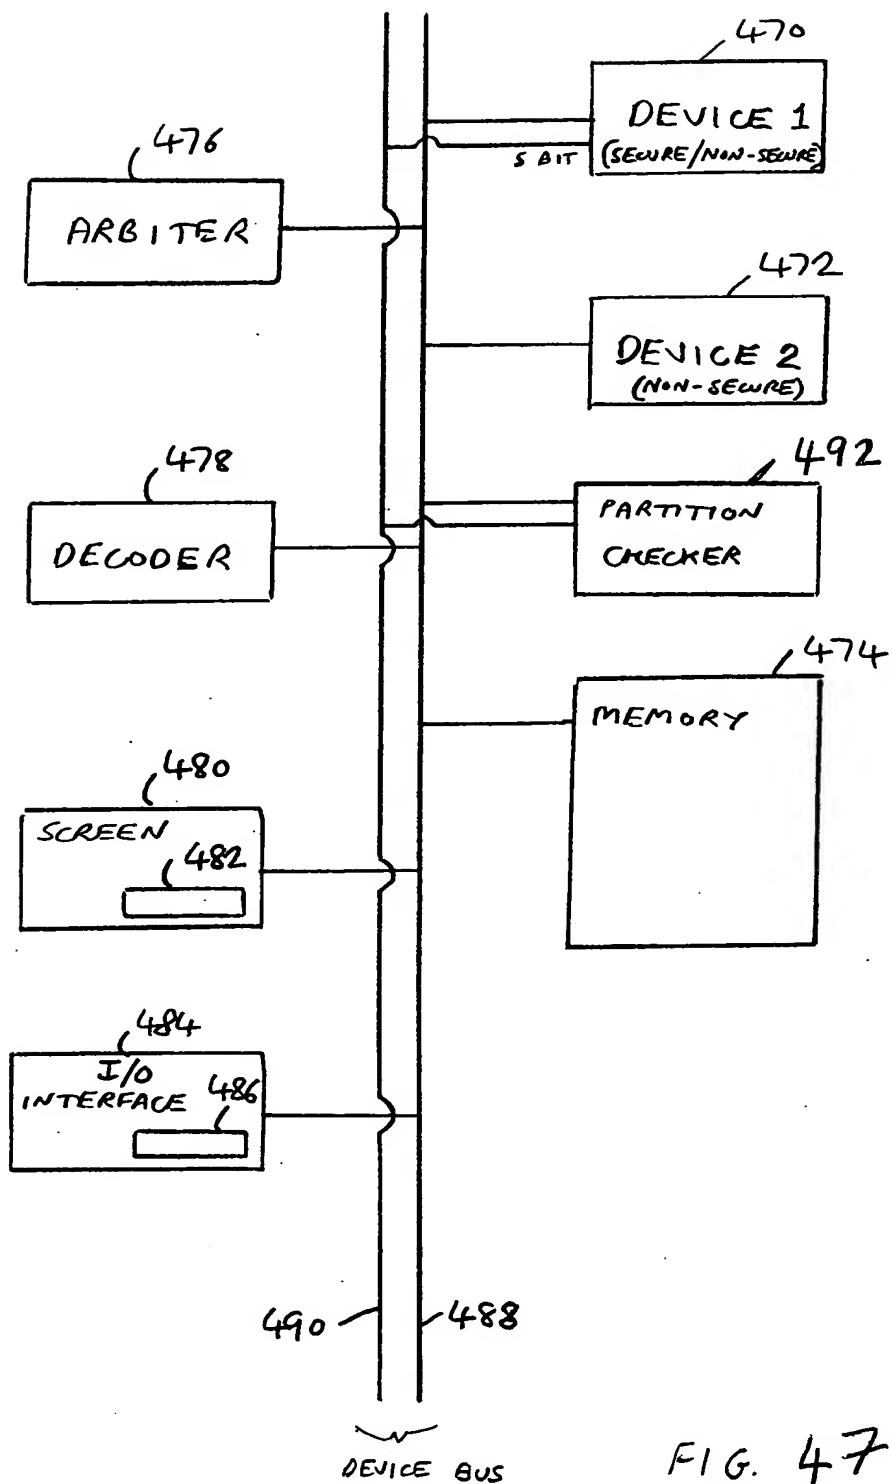 470
DEVICE 1
(SECURE/NON-SECURE)
S BIT
476
ARBITER
472
DEVICE 2
(NON-SECURE)
478
DECODER
492
PARTITION
CHECKER
474
MEMORY
480
SCREEN
482
484
I/O
INTERFACE
486
490
488
DEVICE BUS
FIG. 47